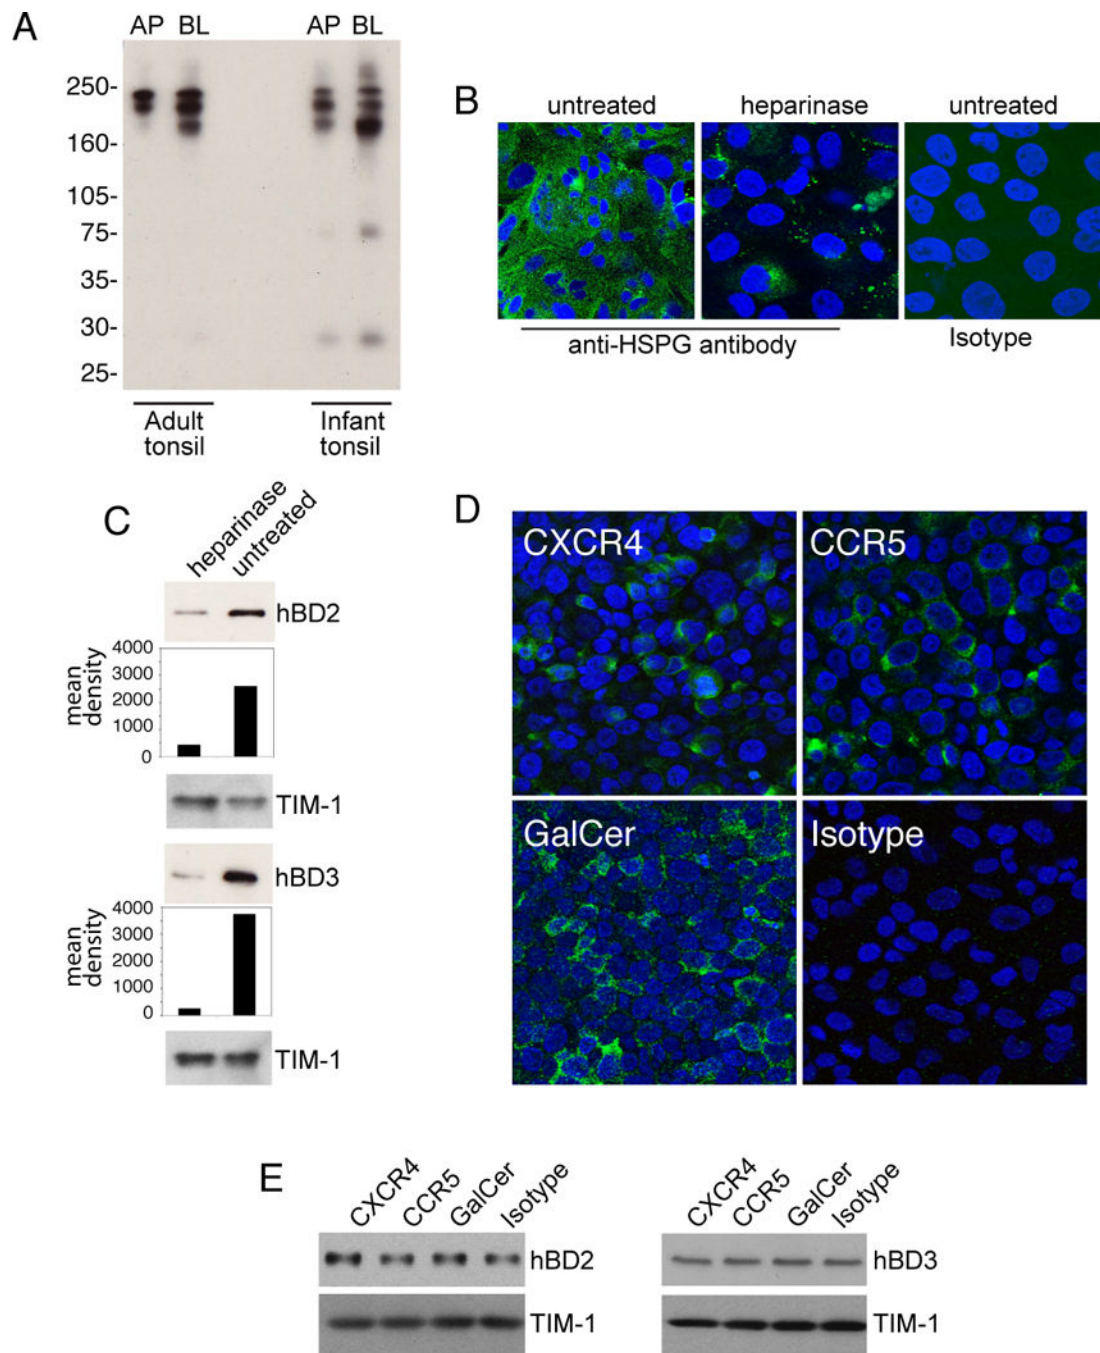 A
AP BL AP BL
250-
160-
105-
75-
35-
30-
25-
Adult tonsil
Infant tonsil
B
untreated heparinase untreated
anti-HSPG antibody Isotype
C
heparinase untreated
hBD2
4000
3000
2000
1000
0
mean density
TIM-1
hBD3
4000
3000
2000
1000
0
mean density
TIM-1
D
CXCR4 CCR5
GalCer Isotype
E
CXCR4 CCR5 GalCer Isotype
hBD2
TIM-1
CXCR4 CCR5 GalCer Isotype
hBD3
TIM-1